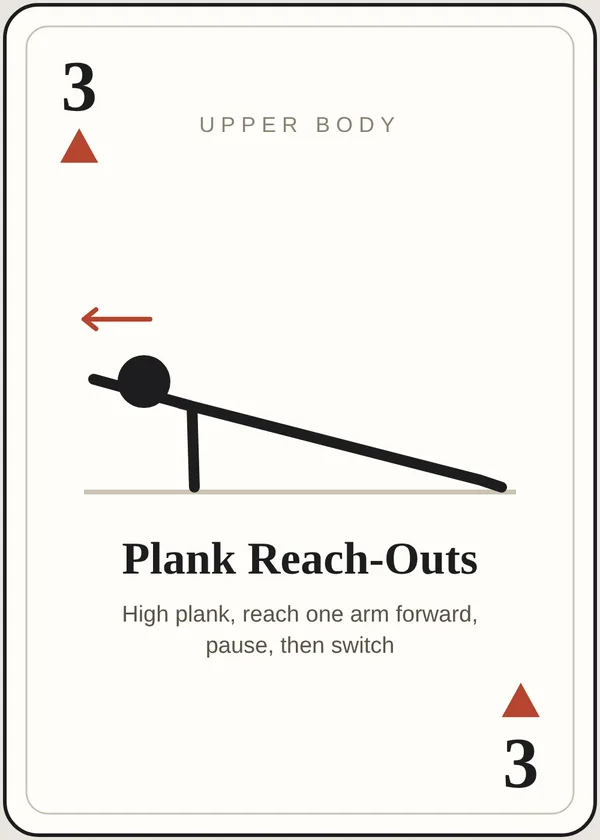 3
UPPER BODY
Plank Reach-Outs
High plank, reach one arm forward,
pause, then switch
3